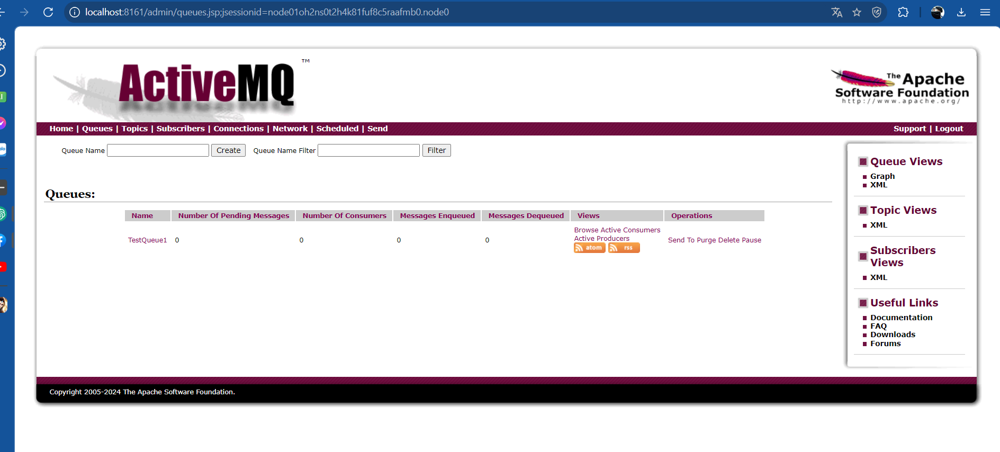 localhost:8161/admin/queues.jsp;jsessionid=node01oh2ns0t2h4k81fuf8c5raafmb0.node0
ActiveMQ ™
The Apache
Software Foundation
http://www.apache.org/
Home | Queues | Topics | Subscribers | Connections | Network | Scheduled | Send
Support | Logout
Queue Name Create Queue Name Filter Filter
Queues:
Name Number Of Pending Messages Number Of Consumers Messages Enqueued Messages Dequeued Views Operations
TestQueue1 0 0 0 0
Browse Active Consumers
Active Producers
atom rss
Send To Purge Delete Pause
Queue Views
Graph
XML
Topic Views
XML
Subscribers
Views
XML
Useful Links
Documentation
FAQ
Downloads
Forums
Copyright 2005-2024 The Apache Software Foundation.